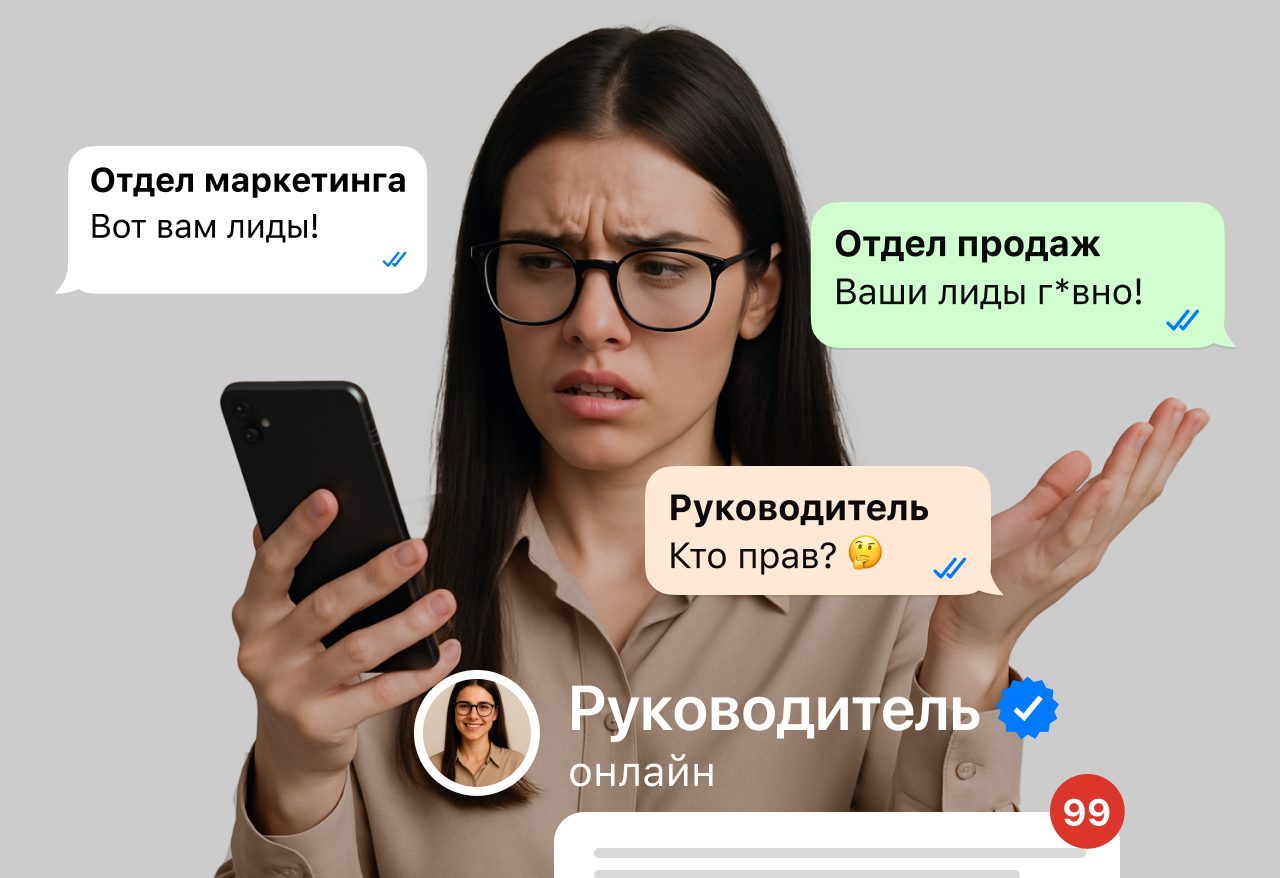 Отдел маркетинга
Вот вам лиды!
Отдел продаж
Ваши лиды г*вно!
Руководитель
Кто прав? 🤔
Руководитель
онлайн
99